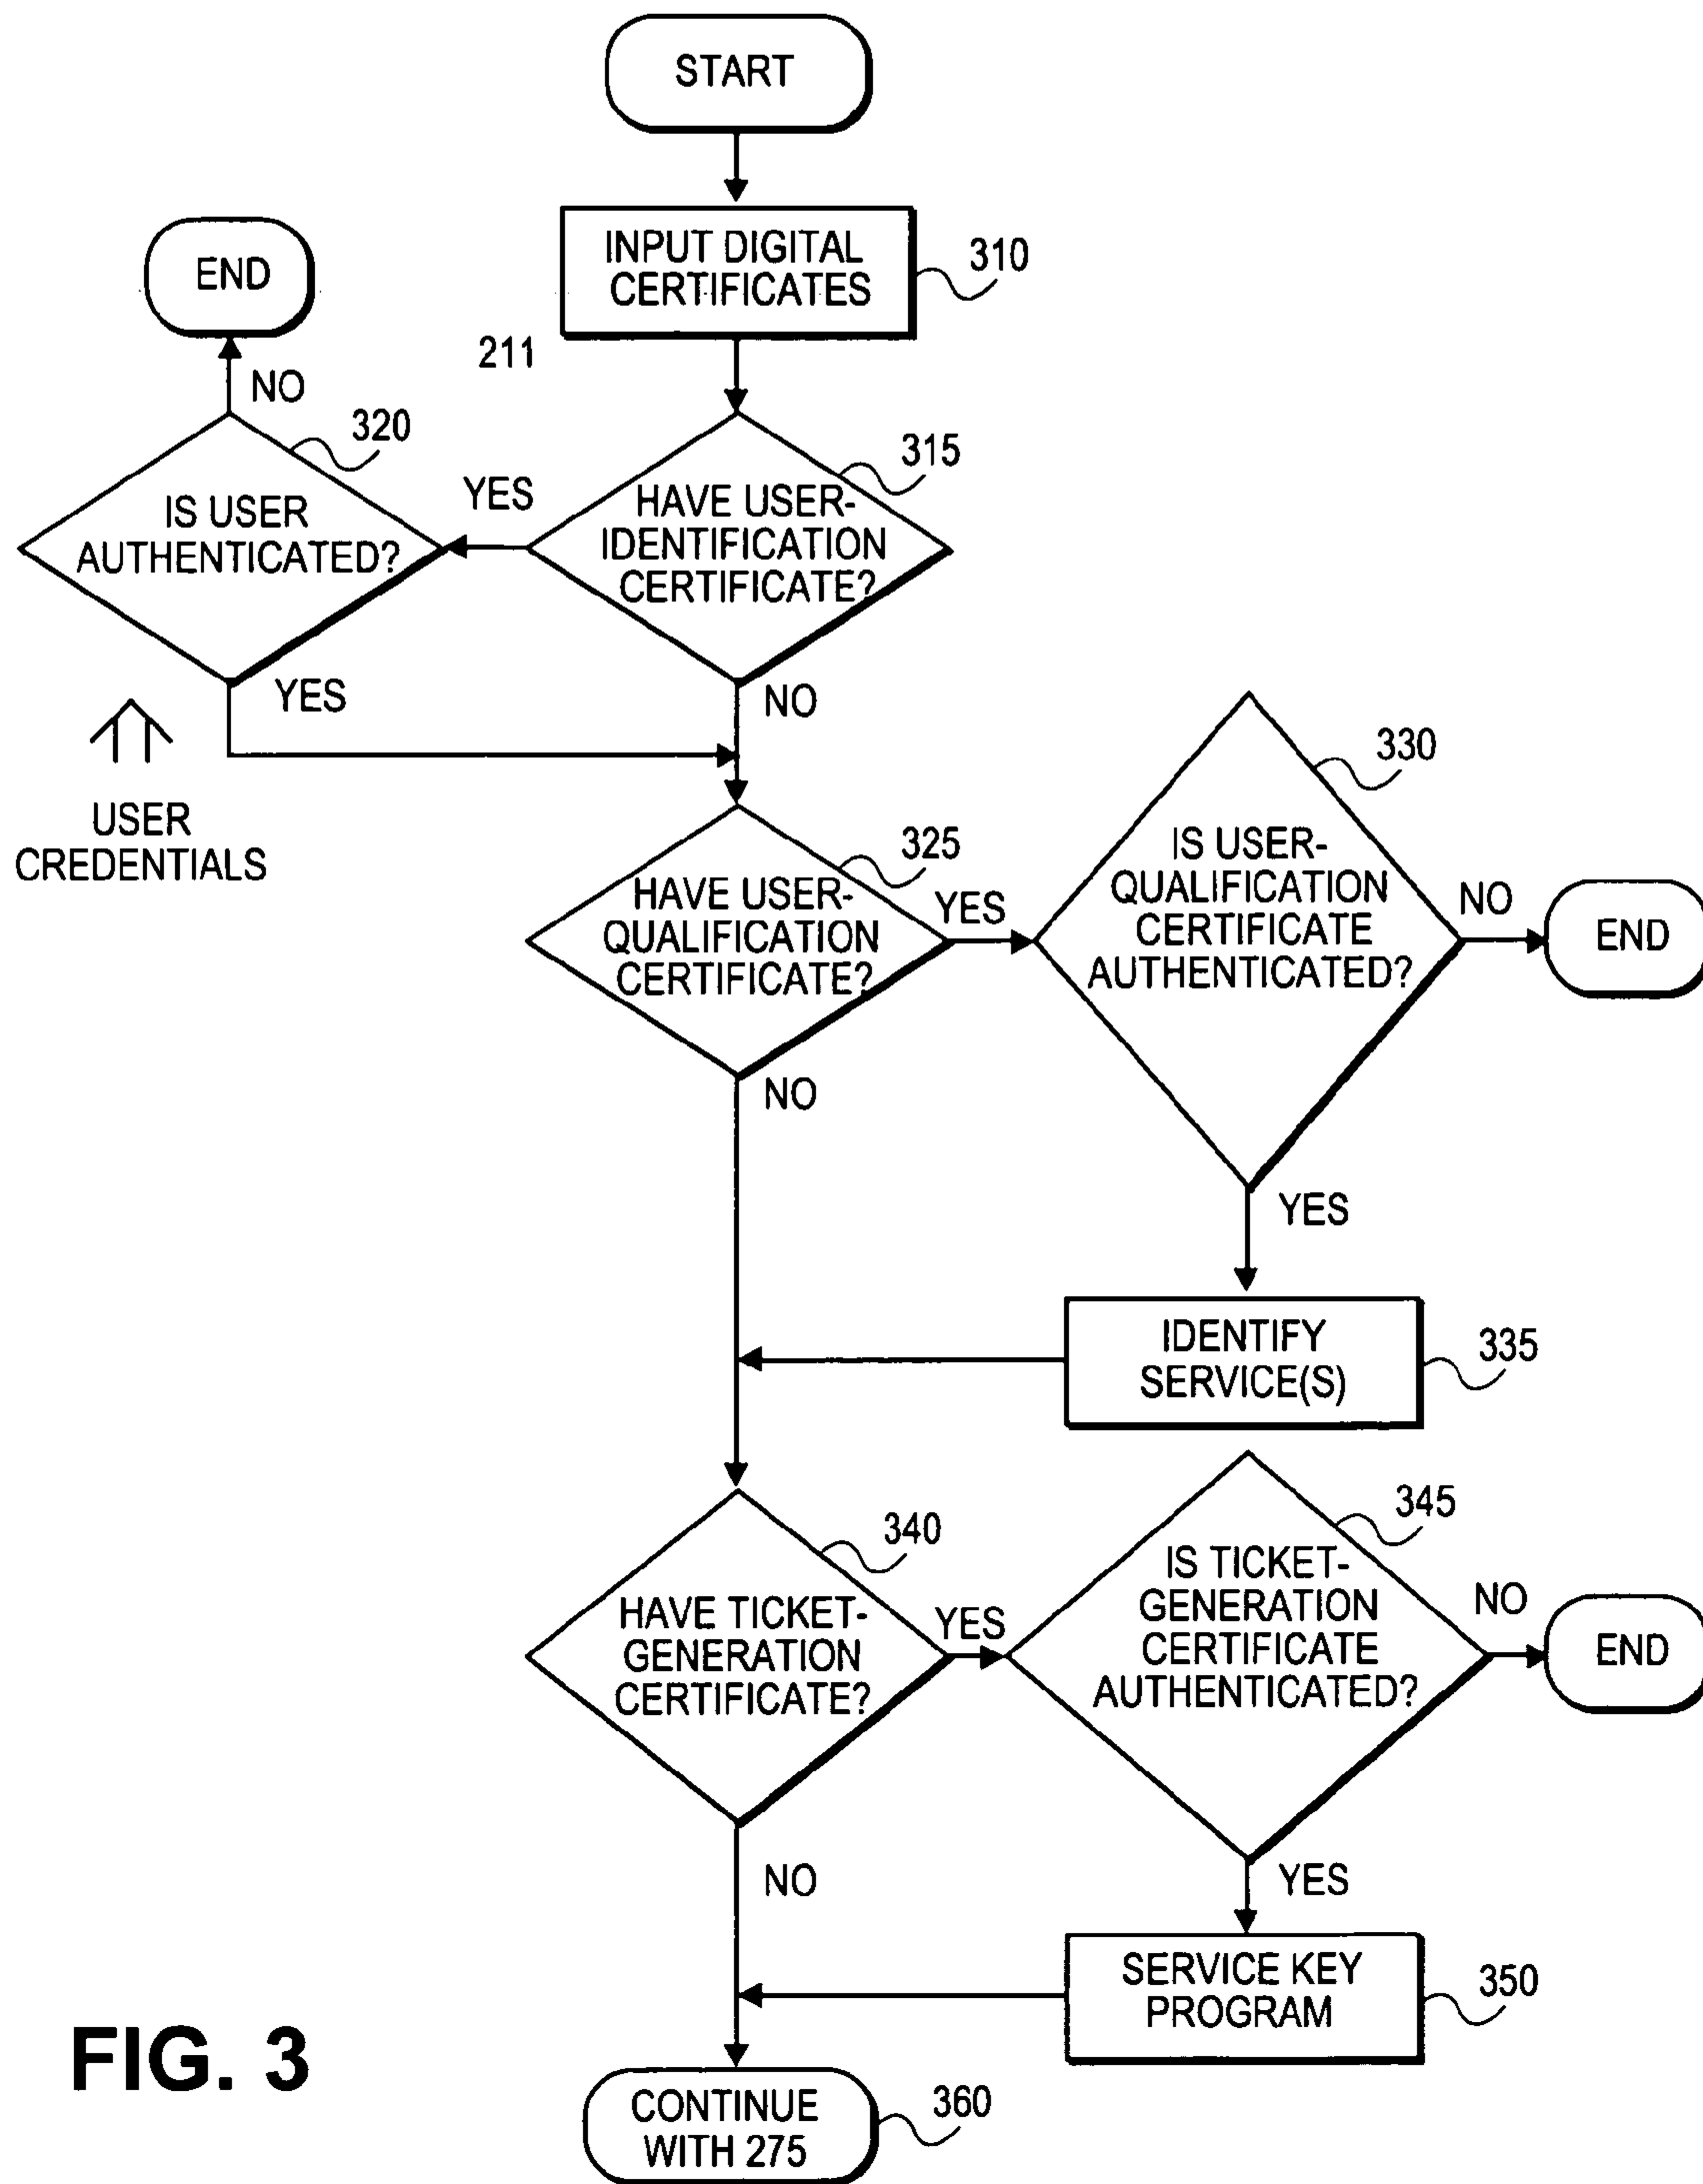 START
INPUT DIGITAL
CERTIFICATES
310
END
211
NO
320
315
YES
HAVE USER-
IDENTIFICATION
CERTIFICATE?
IS USER
AUTHENTICATED?
YES
NO
USER
CREDENTIALS
325
HAVE USER-
QUALIFICATION
CERTIFICATE?
YES
330
IS USER-
QUALIFICATION
CERTIFICATE
AUTHENTICATED?
NO
END
NO
YES
IDENTIFY
SERVICE(S)
335
340
HAVE TICKET-
GENERATION
CERTIFICATE?
YES
345
IS TICKET-
GENERATION
CERTIFICATE
AUTHENTICATED?
NO
END
NO
YES
SERVICE KEY
PROGRAM
350
FIG. 3
CONTINUE
WITH 275
360